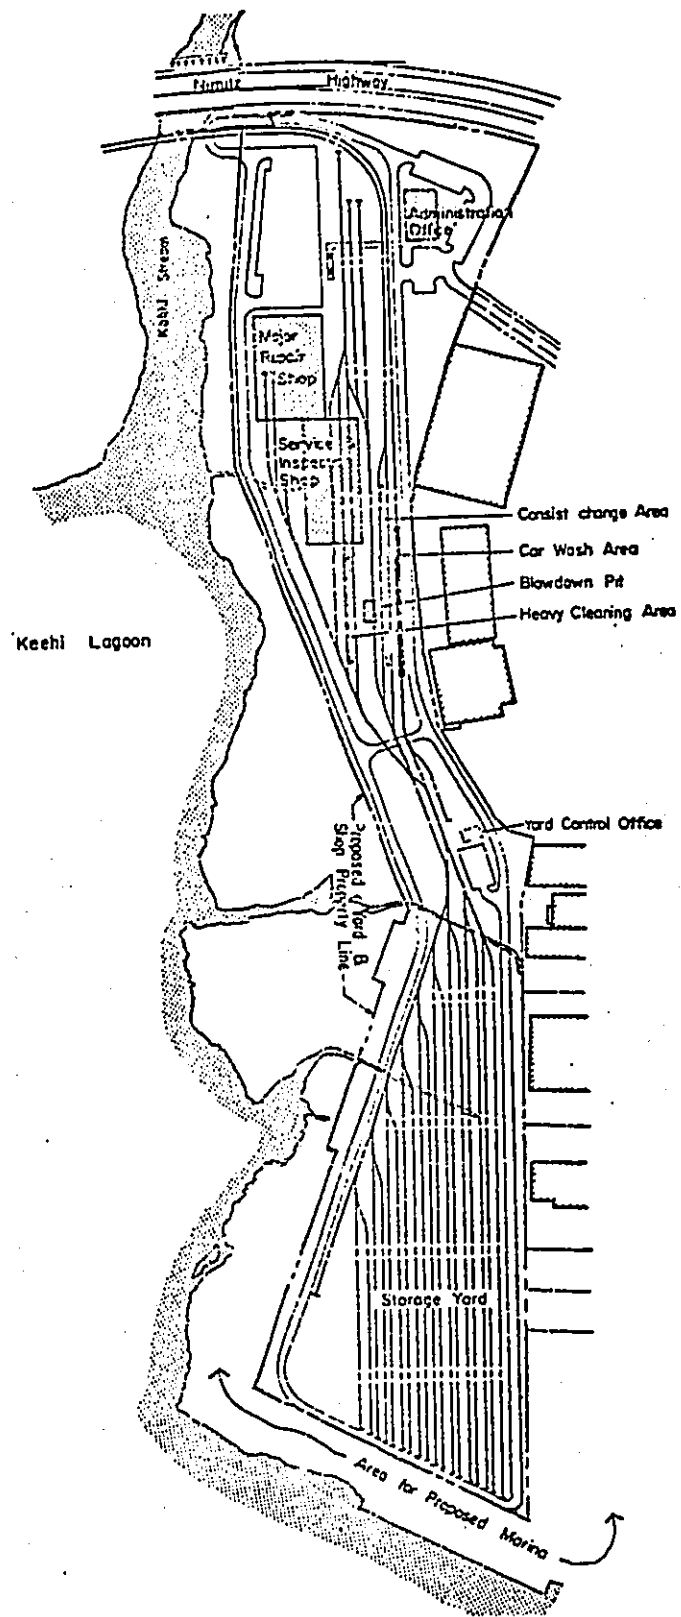 Nimitz Highway
Administration
Office
Kalihi Stream
Major
Repair
Shop
Service
Inspect
Shop
Consist change Area
Car Wash Area
Blowdown Pit
Heavy Cleaning Area
Keehi Lagoon
Yard Control Office
Proposed Yard &
Shop Property Line
Storage Yard
Area for Proposed Marina